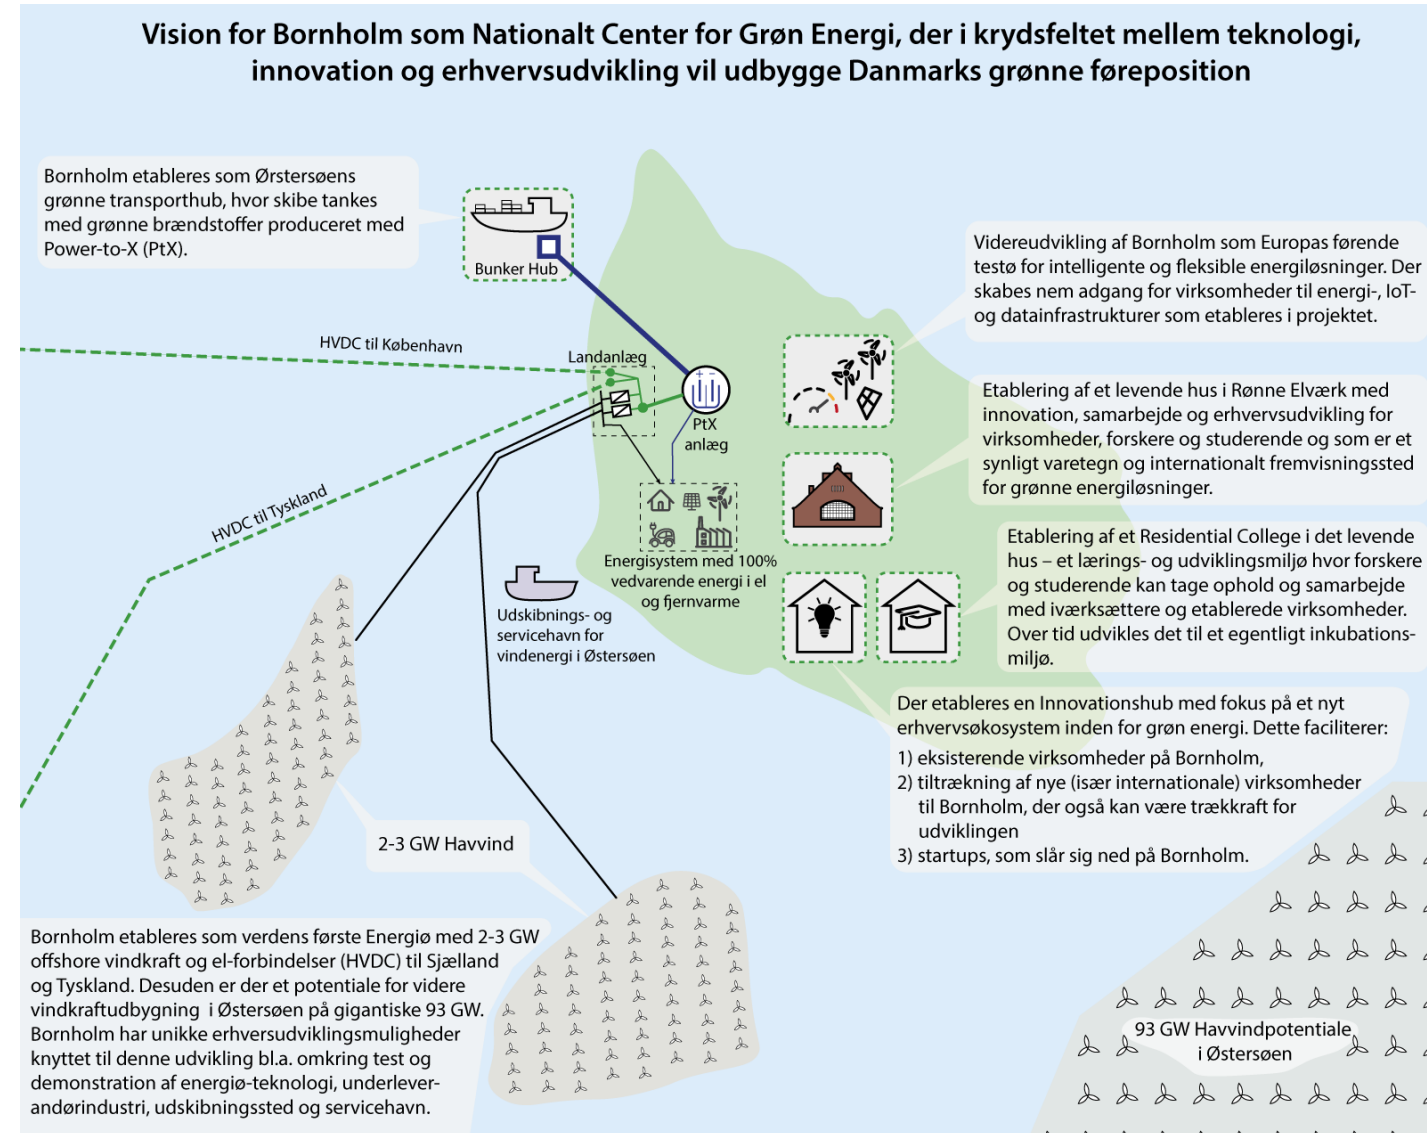 Vision for Bornholm som Nationalt Center for Grøn Energi, der i krydsfeltet mellem teknologi,
innovation og erhvervsudvikling vil udbygge Danmarks grønne føreposition
Bornholm etableres som Ørstersøens
grønne transporthub, hvor skibe tankes
med grønne brændstoffer produceret med
Power-to-X (PtX).
Bunker Hub
Videreudvikling af Bornholm som Europas førende
testø for intelligente og fleksible energiløsninger. Der
skabes nem adgang for virksomheder til energi-, IoT-
og datainfrastrukturer som etableres i projektet.
HVDC til København
Landanlæg
PtX
anlæg
Etablering af et levende hus i Rønne Elværk med
innovation, samarbejde og erhvervsudvikling for
virksomheder, forskere og studerende og som er et
synligt varetegn og internationalt fremvisningssted
for grønne energiløsninger.
HVDC til Tyskland
Energisystem med 100%
vedvarende energi i el
og fjernvarme
Etablering af et Residential College i det levende
hus – et lærings- og udviklingsmiljø hvor forskere
og studerende kan tage ophold og samarbejde
med iværksættere og etablerede virksomheder.
Over tid udvikles det til et egentligt inkubations-
miljø.
Udskibnings- og
servicehavn for
vindenergi i Østersøen
Der etableres en Innovationshub med fokus på et nyt
erhvervsøkosystem inden for grøn energi. Dette faciliterer:
1) eksisterende virksomheder på Bornholm,
2) tiltrækning af nye (især internationale) virksomheder
til Bornholm, der også kan være trækkraft for
udviklingen
3) startups, som slår sig ned på Bornholm.
2-3 GW Havvind
Bornholm etableres som verdens første Energiø med 2-3 GW
offshore vindkraft og el-forbindelser (HVDC) til Sjælland
og Tyskland. Desuden er der et potentiale for videre
vindkraftudbygning i Østersøen på gigantiske 93 GW.
Bornholm har unikke erhversudviklingsmuligheder
knyttet til denne udvikling bl.a. omkring test og
demonstration af energiø-teknologi, underlever-
andørindustri, udskibningssted og servicehavn.
93 GW Havvindpotentiale
i Østersøen